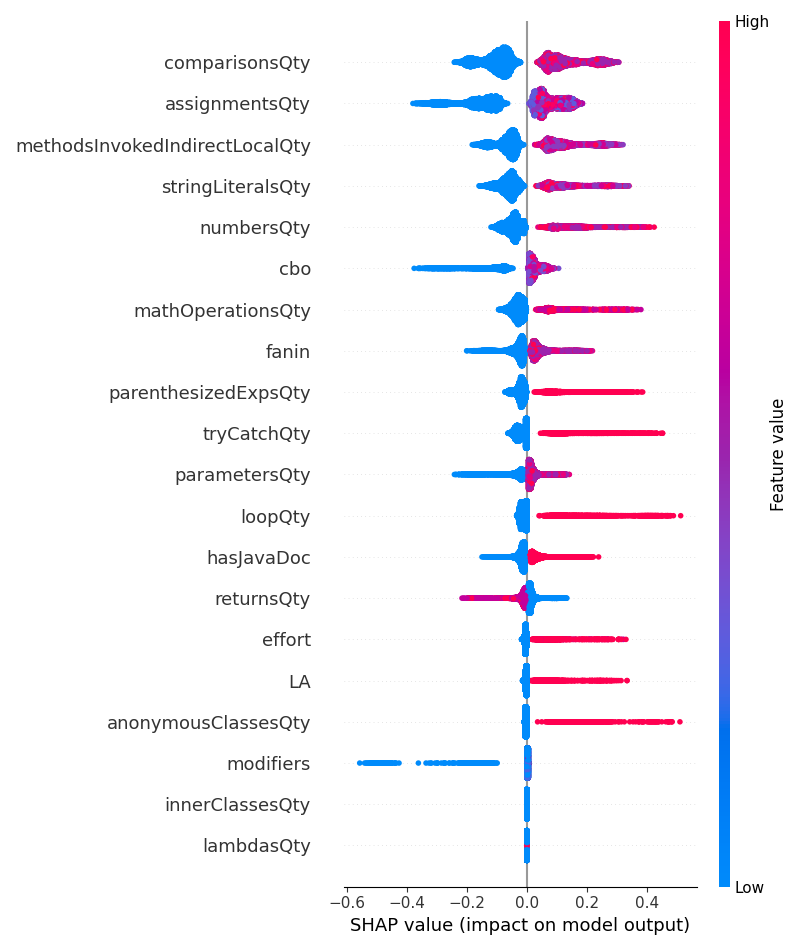 High
comparisonsQty
assignmentsQty
methodsInvokedIndirectLocalQty
stringLiteralsQty
numbersQty
cbo
mathOperationsQty
fanin
parenthesizedExpsQty
tryCatchQty
parametersQty
loopQty
hasJavaDoc
returnsQty
effort
LA
anonymousClassesQty
modifiers
innerClassesQty
lambdasQty
Feature value
Low
−0.6 −0.4 −0.2 0.0 0.2 0.4
SHAP value (impact on model output)